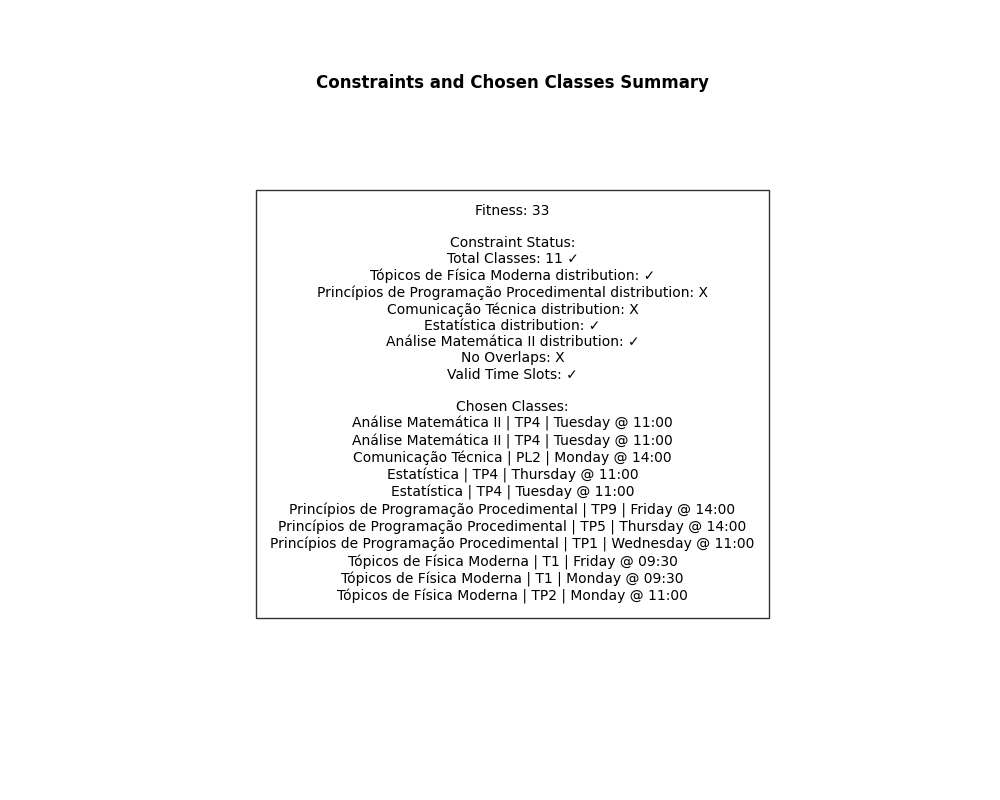 Constraints and Chosen Classes Summary
Fitness: 33
Constraint Status:
Total Classes: 11 ✓
Tópicos de Física Moderna distribution: ✓
Princípios de Programação Procedimental distribution: X
Comunicação Técnica distribution: X
Estatística distribution: ✓
Análise Matemática II distribution: ✓
No Overlaps: X
Valid Time Slots: ✓
Chosen Classes:
Análise Matemática II | TP4 | Tuesday @ 11:00
Análise Matemática II | TP4 | Tuesday @ 11:00
Comunicação Técnica | PL2 | Monday @ 14:00
Estatística | TP4 | Thursday @ 11:00
Estatística | TP4 | Tuesday @ 11:00
Princípios de Programação Procedimental | TP9 | Friday @ 14:00
Princípios de Programação Procedimental | TP5 | Thursday @ 14:00
Princípios de Programação Procedimental | TP1 | Wednesday @ 11:00
Tópicos de Física Moderna | T1 | Friday @ 09:30
Tópicos de Física Moderna | T1 | Monday @ 09:30
Tópicos de Física Moderna | TP2 | Monday @ 11:00